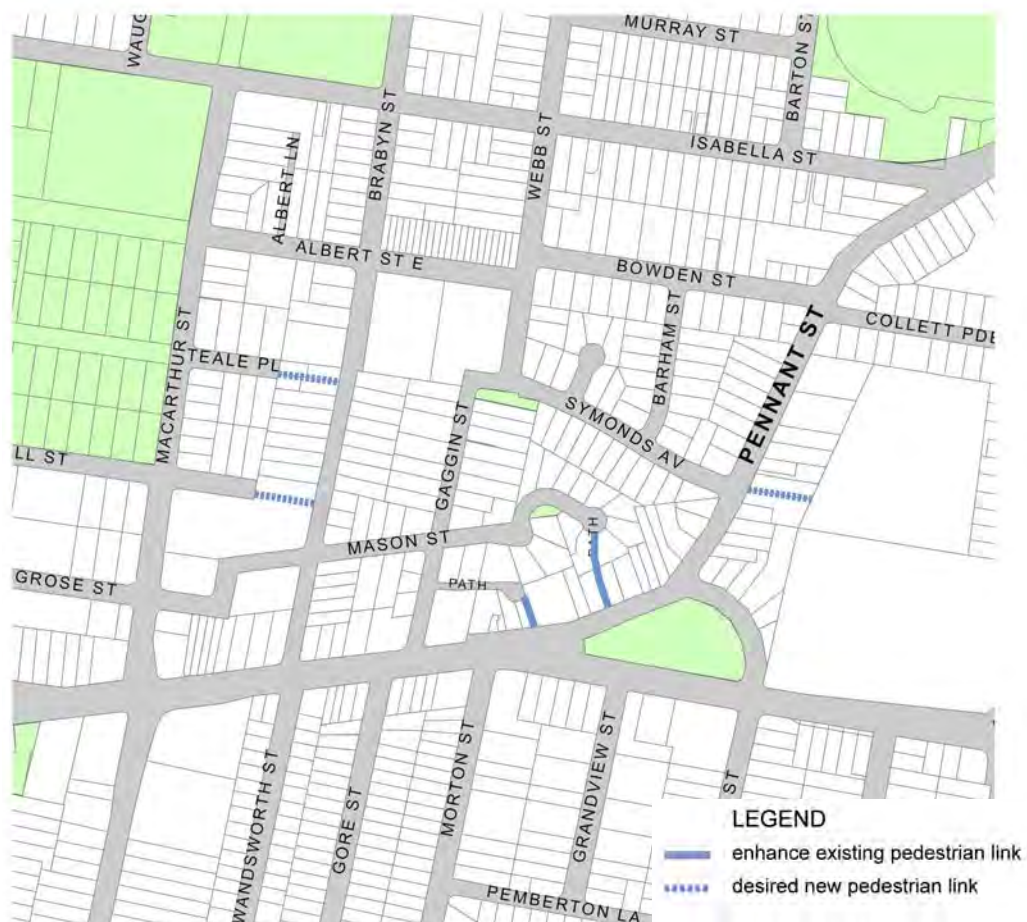 MURRAY ST
WAUG
BARTON ST
BRABYN ST
WEBB ST
ISABELLA ST
ALBERT LN
ALBERT ST E
BOWDEN ST
COLLETT PDE
BARHAM ST
PENNANT ST
TEALE PL
MACARTHUR ST
SYMONDS AV
GAGGIN ST
LL ST
MASON ST
PATH
PATH
GROSE ST
WANDSWORTH ST
GORE ST
MORTON ST
GRANDVIEW ST
ST
PEMBERTON LA
LEGEND
enhance existing pedestrian link
desired new pedestrian link